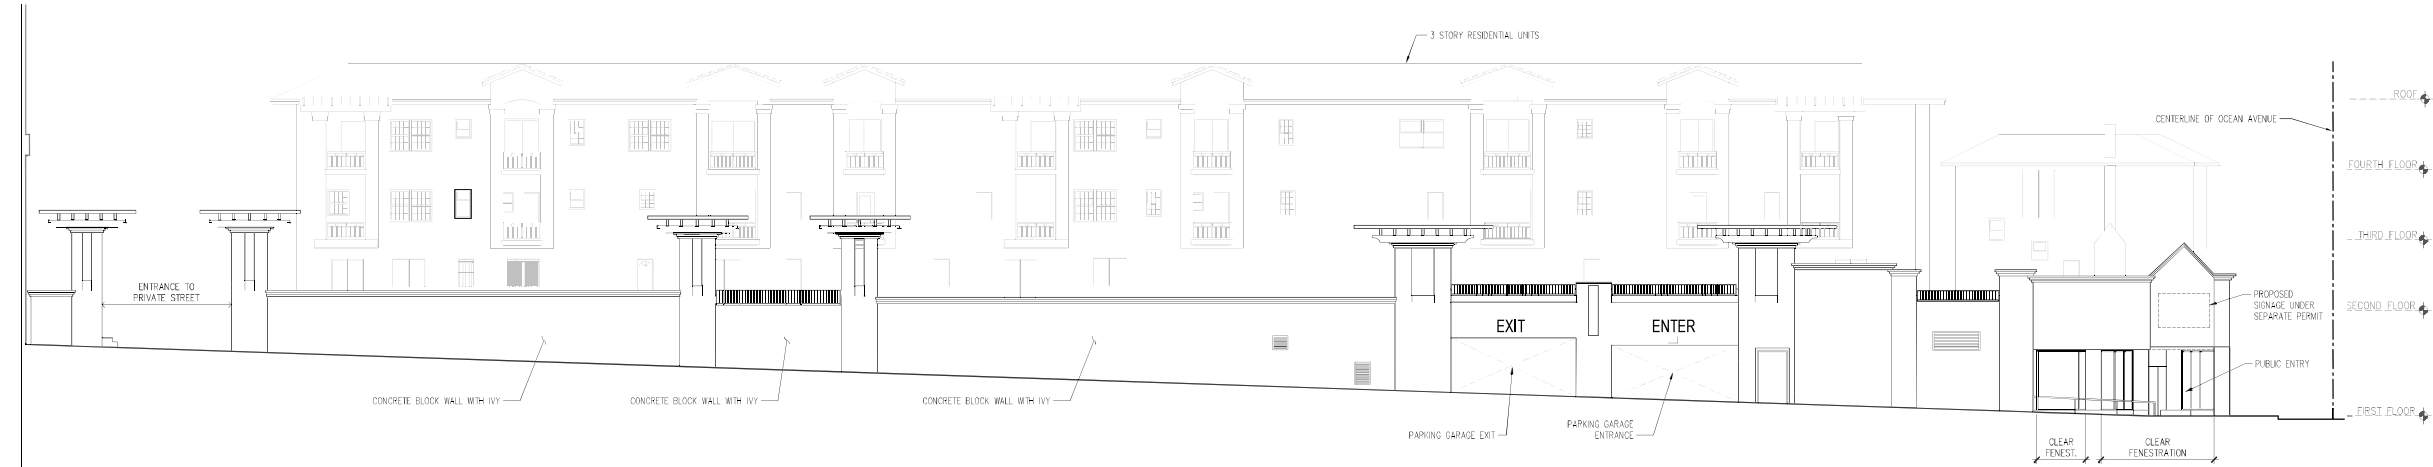 3 STORY RESIDENTIAL UNITS
ROOF
CENTERLINE OF OCEAN AVENUE
FOURTH FLOOR
THIRD FLOOR
ENTRANCE TO
PRIVATE STREET
PROPOSED
SIGNAGE UNDER
SEPARATE PERMIT
SECOND FLOOR
EXIT
ENTER
PUBLIC ENTRY
CONCRETE BLOCK WALL WITH IVY
CONCRETE BLOCK WALL WITH IVY
CONCRETE BLOCK WALL WITH IVY
FIRST FLOOR
PARKING GARAGE EXIT
PARKING GARAGE
ENTRANCE
CLEAR
FENEST.
CLEAR
FENESTRATION